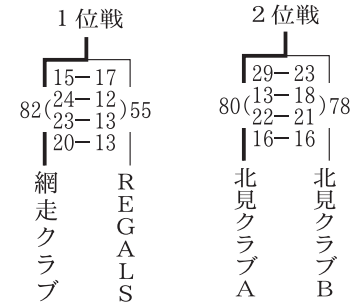 1位戦
15－17
82(24－12)55
23－13
20－13
網走クラブ
REGALS
2位戦
29－23
80(13－18)78
22－21
16－16
北見クラブA
北見クラブB